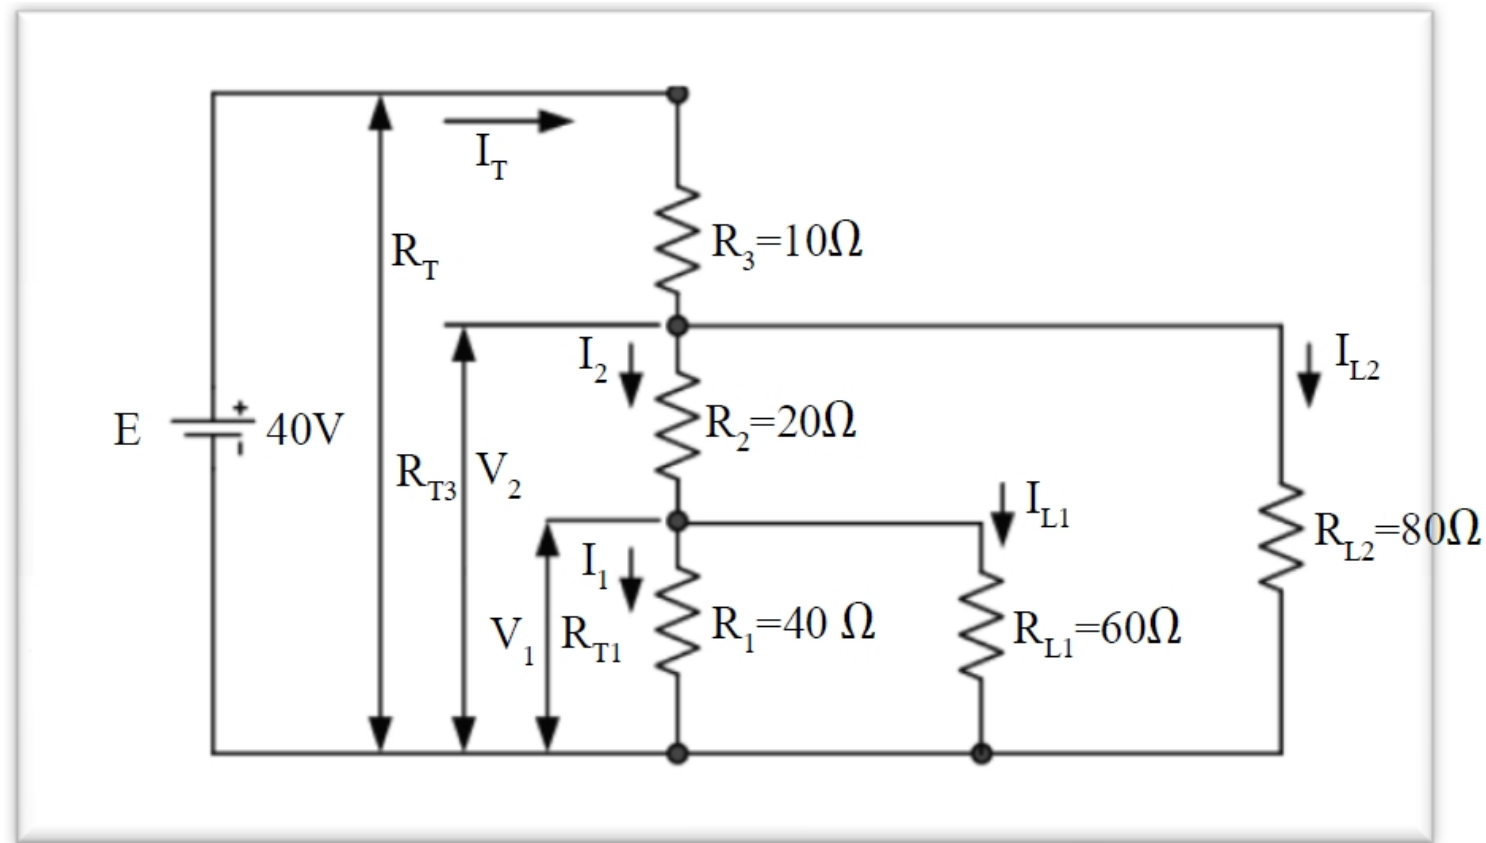 I_T
R_3=10Ω
R_T
I_2
I_L2
E + - 40V
R_2=20Ω
R_T3 V_2
I_L1
R_L2=80Ω
I_1
V_1 R_T1
R_1=40 Ω
R_L1=60Ω